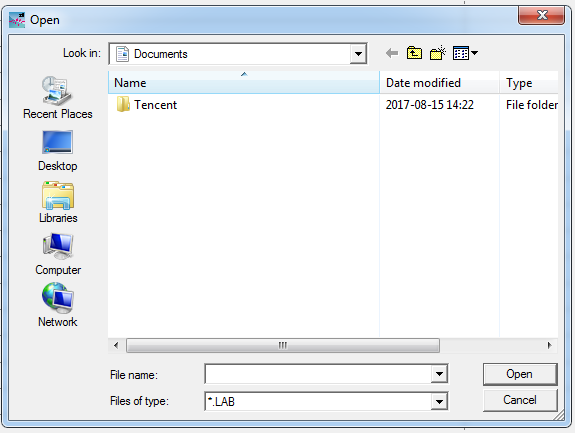 Open
Look in: Documents
Name Date modified Type
Tencent 2017-08-15 14:22 File folder
Recent Places
Desktop
Libraries
Computer
Network
File name: Open
Files of type: *.LAB Cancel